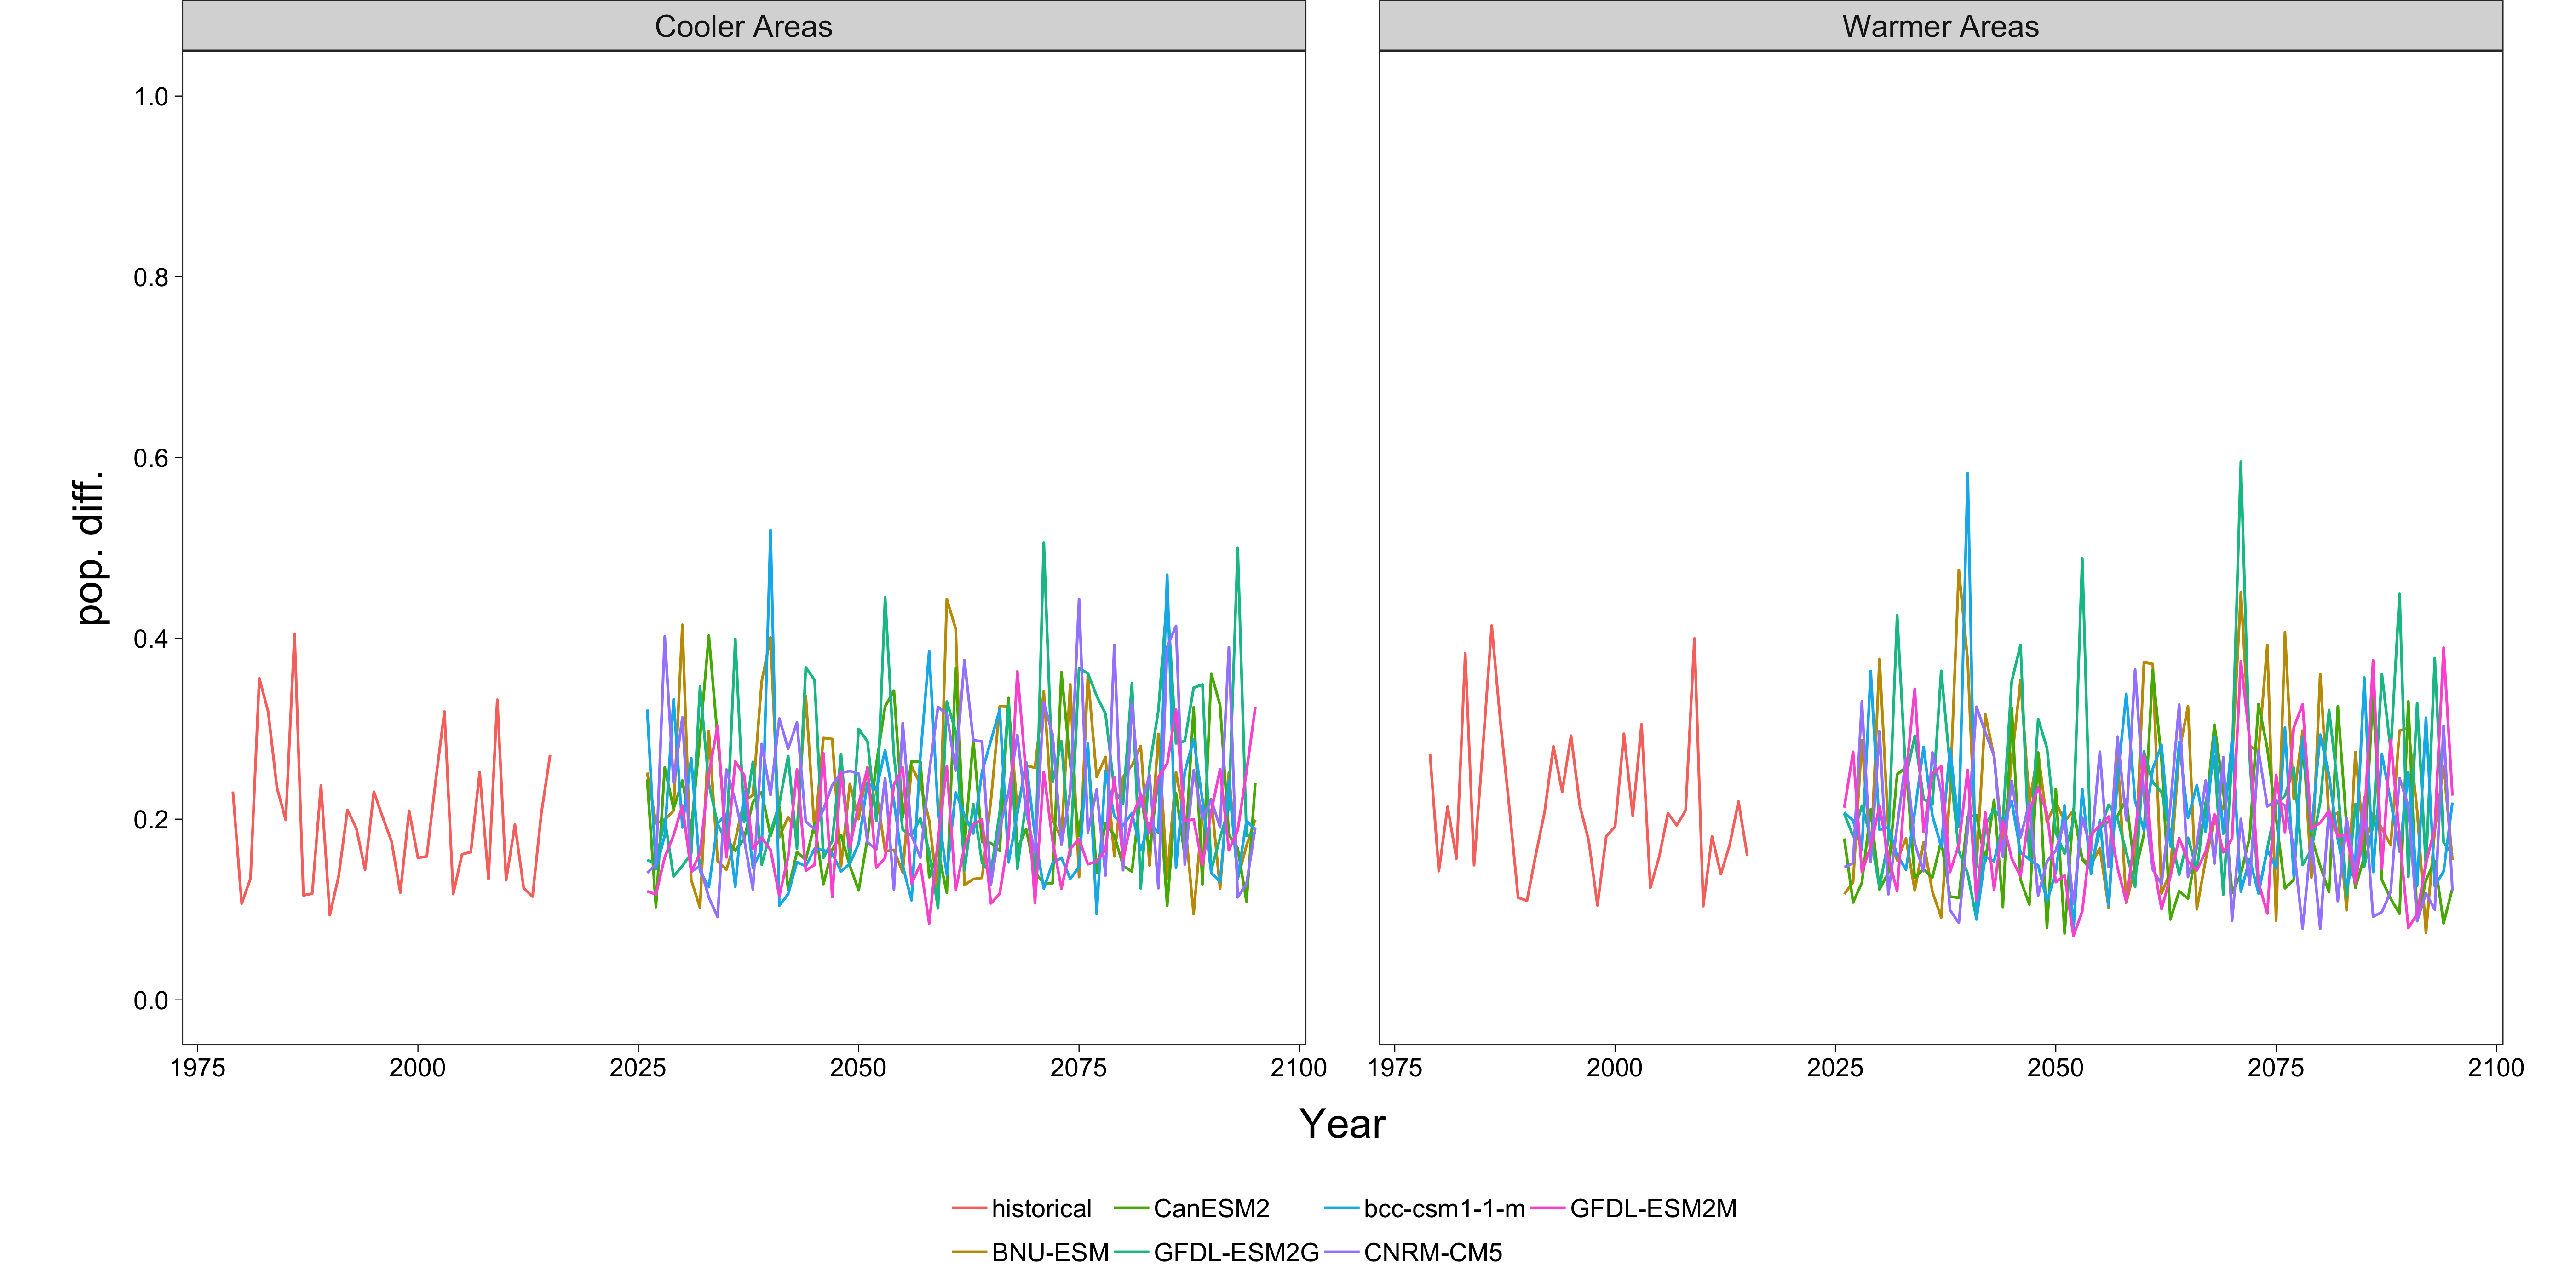 Cooler Areas
Warmer Areas
1.0
0.8
0.6
0.4
0.2
0.0
pop. diff.
1975 2000 2025 2050 2075 2100
1975 2000 2025 2050 2075 2100
Year
historical CanESM2 bcc-csm1-1-m GFDL-ESM2M
BNU-ESM GFDL-ESM2G CNRM-CM5